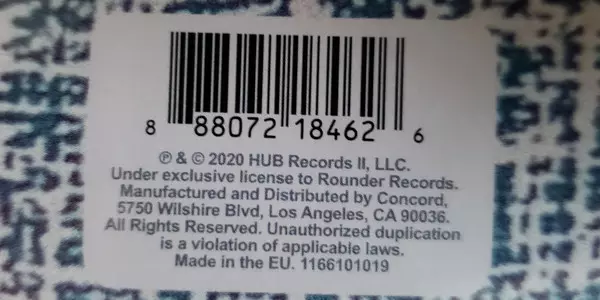 8 88072 18462 6
℗ & © 2020 HUB Records II, LLC.
Under exclusive license to Rounder Records.
Manufactured and Distributed by Concord,
5750 Wilshire Blvd, Los Angeles, CA 90036.
All Rights Reserved. Unauthorized duplication
is a violation of applicable laws.
Made in the EU. 1166101019